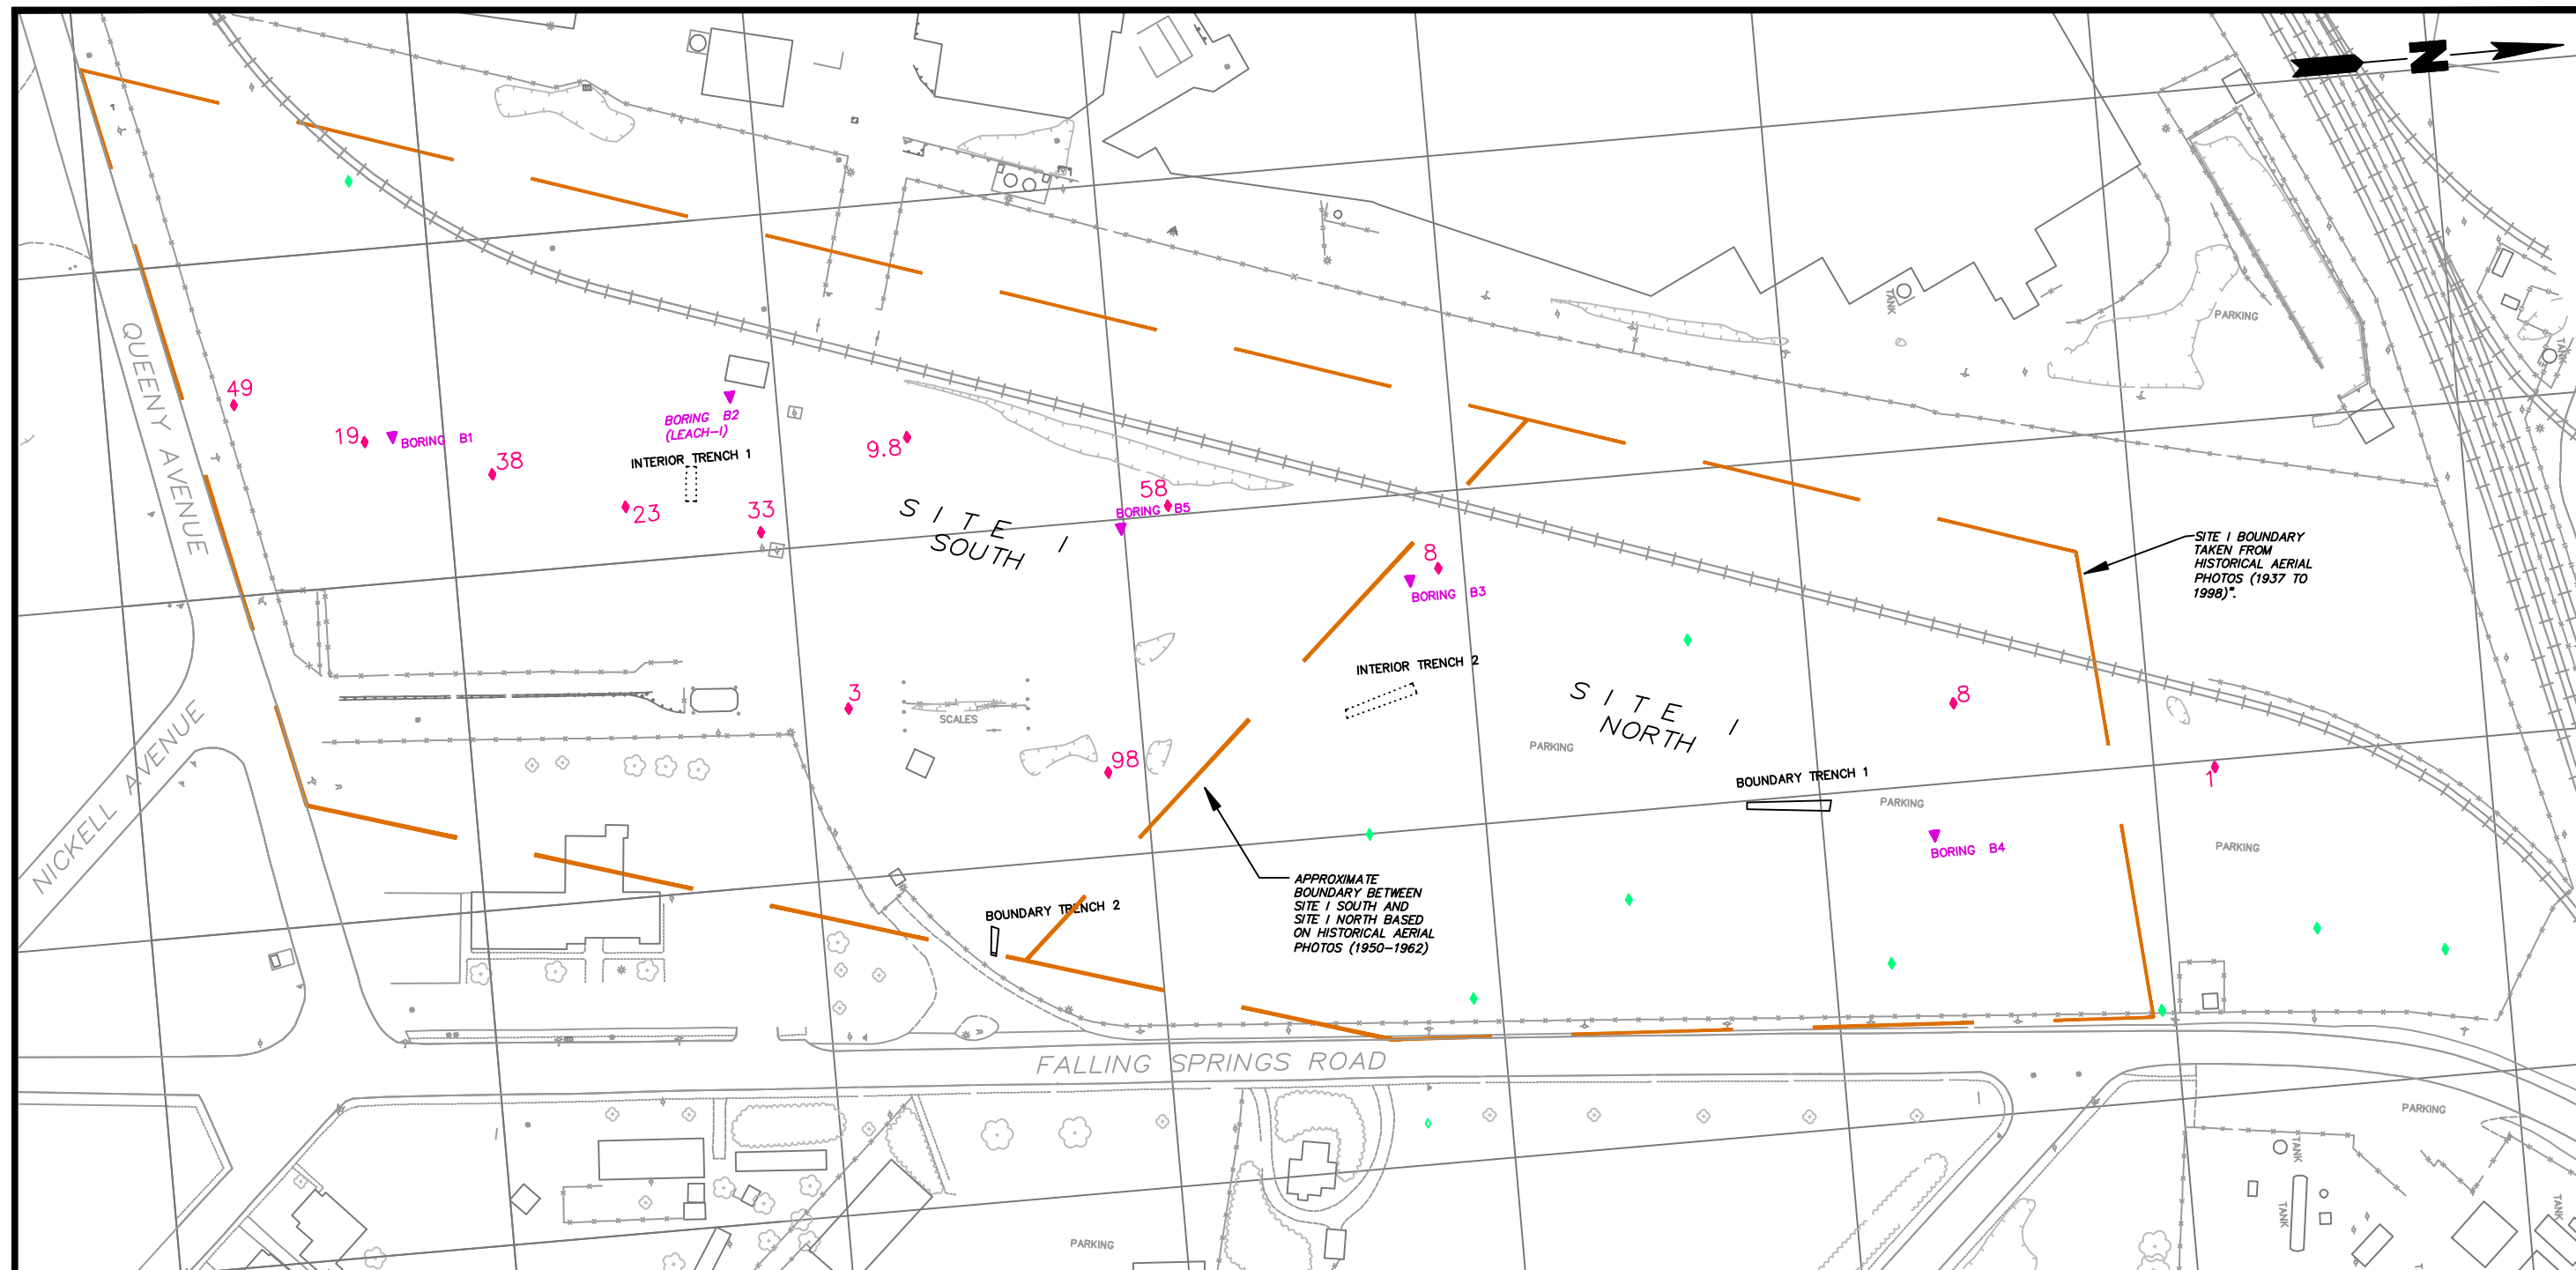 N
TANK
PARKING
TANK
QUEENY AVENUE
49
19
BORING B1
BORING B2
(LEACH-I)
38
INTERIOR TRENCH 1
9.8
23
33
58
BORING B5
SITE I
SOUTH
8
BORING B3
SITE I BOUNDARY
TAKEN FROM
HISTORICAL AERIAL
PHOTOS (1937 TO
1998)".
INTERIOR TRENCH 2
SITE I
NORTH
3
SCALES
98
8
1
PARKING
BOUNDARY TRENCH 1
PARKING
BORING B4
PARKING
NICKELL AVENUE
BOUNDARY TRENCH 2
APPROXIMATE
BOUNDARY BETWEEN
SITE I SOUTH AND
SITE I NORTH BASED
ON HISTORICAL AERIAL
PHOTOS (1950-1962)
FALLING SPRINGS ROAD
PARKING
TANK
TANK
TANK
PARKING